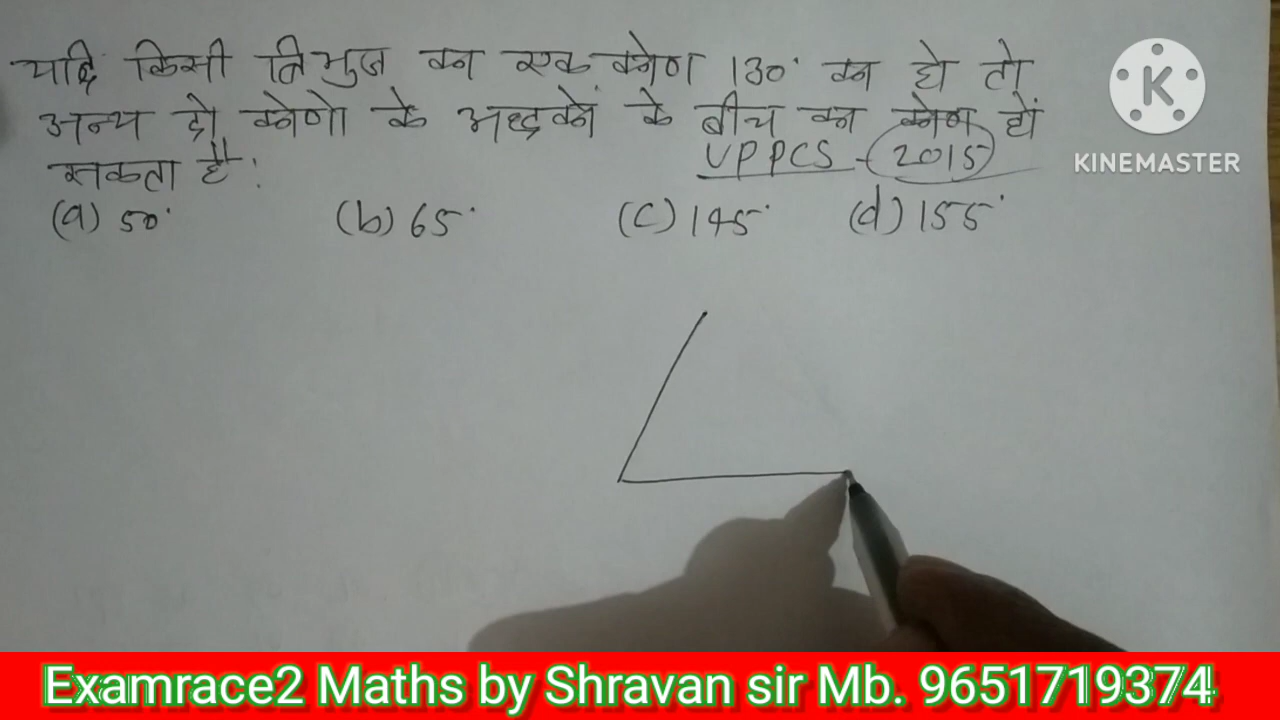 यदि किसी त्रिभुज का एक कोण 130° का हो तो
अन्य दो कोणों के अर्द्धकों के बीच का कोण हो
सकता है:
UPPCS - (2015)
(a) 50° (b) 65° (c) 145° (d) 155°
KINEMASTER
Examrace2 Maths by Shravan sir Mb. 9651719374